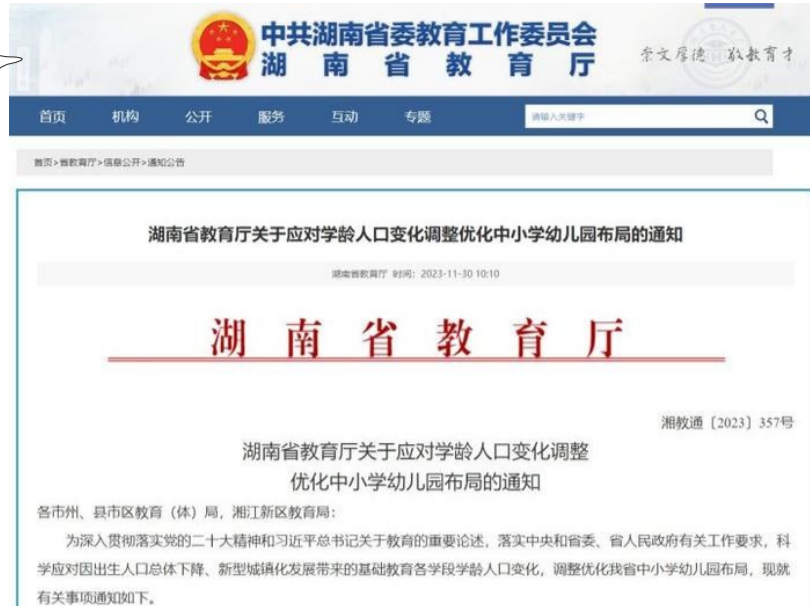 中共湖南省委教育工作委员会
湖南省教育厅
崇文厚德 敬教育才
首页 机构 公开 服务 互动 专题 请输入关键字
首页>省教育厅>信息公开>通知公告
湖南省教育厅关于应对学龄人口变化调整优化中小学幼儿园布局的通知
湖南省教育厅 时间：2023-11-30 10:10
湖南省教育厅
湘教通〔2023〕357号
湖南省教育厅关于应对学龄人口变化调整
优化中小学幼儿园布局的通知
各市州、县市区教育（体）局，湘江新区教育局：
为深入贯彻落实党的二十大精神和习近平总书记关于教育的重要论述，落实中央和省委、省人民政府有关工作要求，科
学应对因出生人口总体下降、新型城镇化发展带来的基础教育各学段学龄人口变化，调整优化我省中小学幼儿园布局，现就
有关事项通知如下。